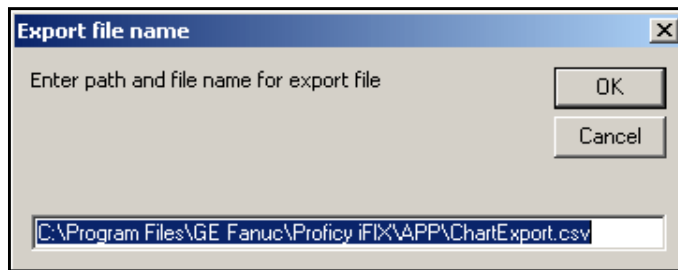 Export file name
Enter path and file name for export file
OK
Cancel
C:\Program Files\GE Fanuc\Proficy iFIX\APP\ChartExport.csv